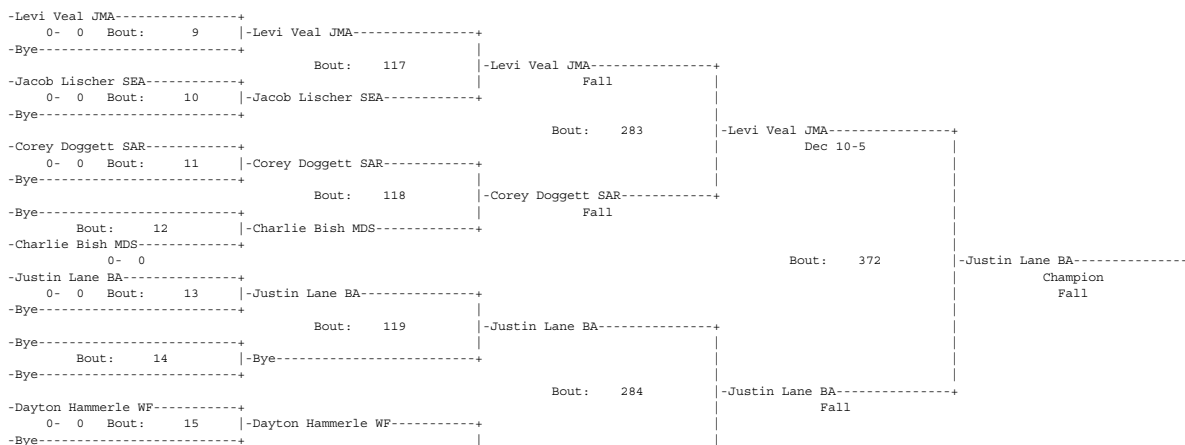 -Levi Veal JMA---------------+
0- 0 Bout: 9 |-Levi Veal JMA----------------+
-Bye-------------------------+ |
Bout: 117 |-Levi Veal JMA----------------+
-Jacob Lischer SEA-----------+ | Fall |
0- 0 Bout: 10 |-Jacob Lischer SEA------------+ |
-Bye-------------------------+ |
Bout: 283 |-Levi Veal JMA----------------+
-Corey Doggett SAR-----------+ | Dec 10-5 |
0- 0 Bout: 11 |-Corey Doggett SAR------------+ | |
-Bye-------------------------+ | | |
Bout: 118 |-Corey Doggett SAR------------+ |
-Bye-------------------------+ | Fall |
Bout: 12 |-Charlie Bish MDS-------------+ |
-Charlie Bish MDS------------+ |
0- 0 Bout: 372 |-Justin Lane BA---------------
-Justin Lane BA--------------+ | Champion
0- 0 Bout: 13 |-Justin Lane BA---------------+ | Fall
-Bye-------------------------+ | |
Bout: 119 |-Justin Lane BA---------------+ |
-Bye-------------------------+ | | |
Bout: 14 |-Bye--------------------------+ | |
-Bye-------------------------+ | |
Bout: 284 |-Justin Lane BA---------------+
-Dayton Hammerle WF----------+ | Fall
0- 0 Bout: 15 |-Dayton Hammerle WF-----------+ |
-Bye-------------------------+ | |